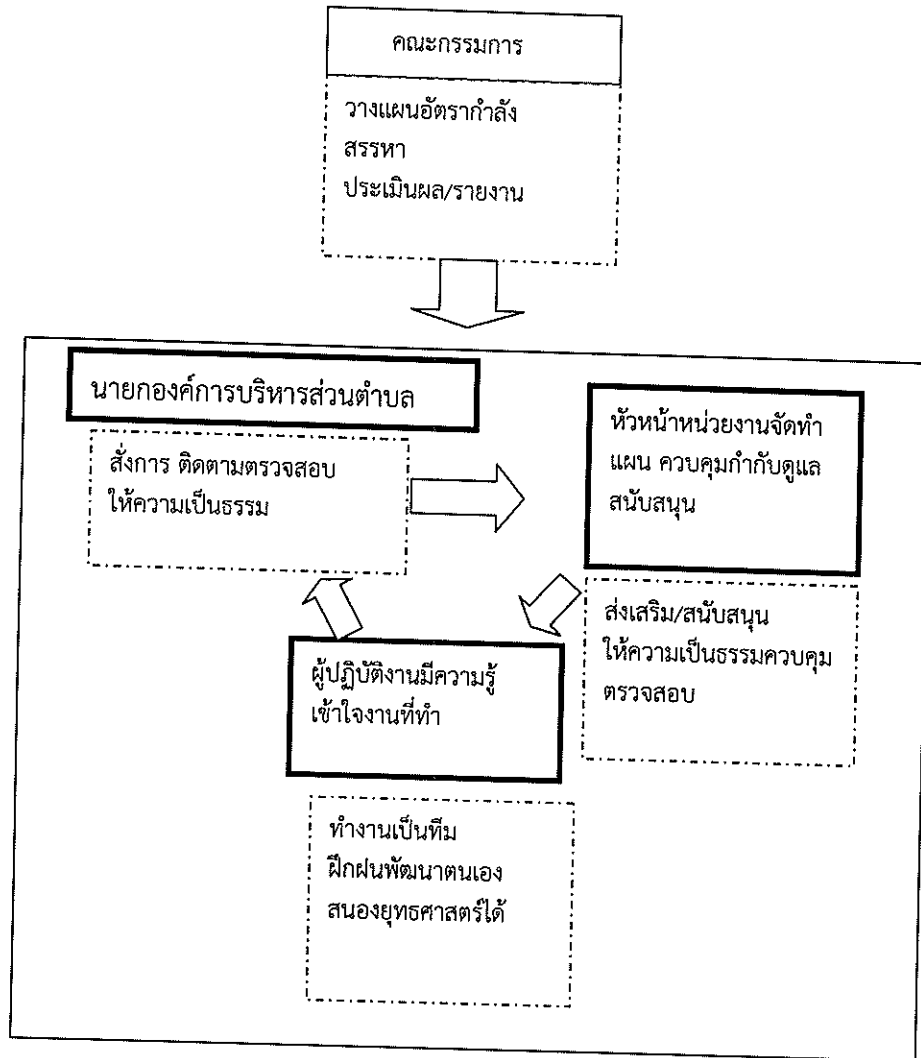 คณะกรรมการ
วางแผนอัตรากำลัง
สรรหา
ประเมินผล/รายงาน
นายกองค์การบริหารส่วนตำบล
สั่งการ ติดตามตรวจสอบ
ให้ความเป็นธรรม
หัวหน้าหน่วยงานจัดทำ
แผน ควบคุมกำกับดูแล
สนับสนุน
ส่งเสริม/สนับสนุน
ให้ความเป็นธรรมควบคุม
ตรวจสอบ
ผู้ปฏิบัติงานมีความรู้
เข้าใจงานที่ทำ
ทำงานเป็นทีม
ฝึกฝนพัฒนาตนเอง
สนองยุทธศาสตร์ได้